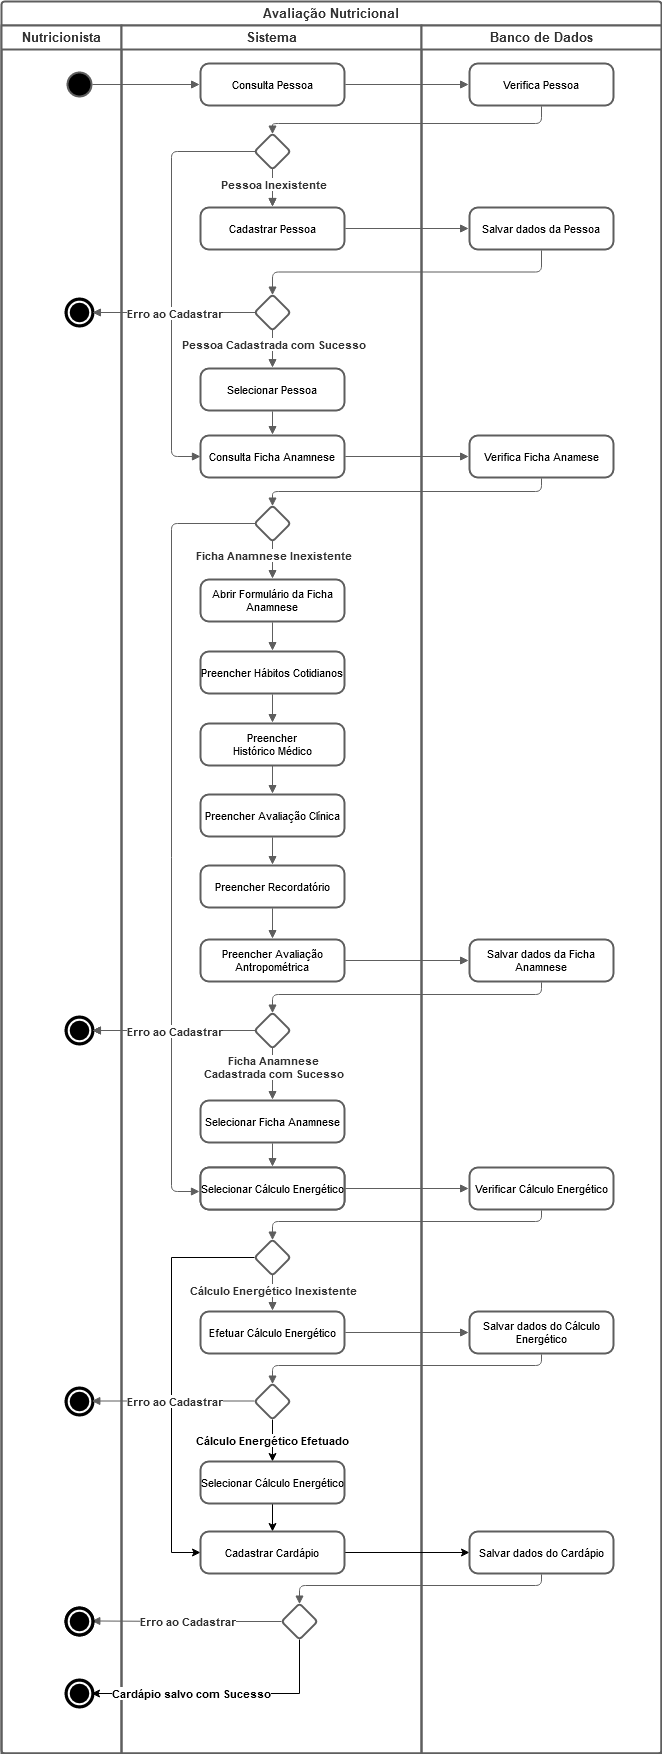 Avaliação Nutricional
Nutricionista
Sistema
Banco de Dados
Consulta Pessoa
Verifica Pessoa
Pessoa Inexistente
Cadastrar Pessoa
Salvar dados da Pessoa
Erro ao Cadastrar
Pessoa Cadastrada com Sucesso
Selecionar Pessoa
Consulta Ficha Anamnese
Verifica Ficha Anamese
Ficha Anamnese Inexistente
Abrir Formulário da Ficha
Anamnese
Preencher Hábitos Cotidianos
Preencher
Histórico Médico
Preencher Avaliação Clínica
Preencher Recordatório
Preencher Avaliação
Antropométrica
Salvar dados da Ficha
Anamnese
Erro ao Cadastrar
Ficha Anamnese
Cadastrada com Sucesso
Selecionar Ficha Anamnese
Selecionar Cálculo Energético
Verificar Cálculo Energético
Cálculo Energético Inexistente
Efetuar Cálculo Energético
Salvar dados do Cálculo
Energético
Erro ao Cadastrar
Cálculo Energético Efetuado
Selecionar Cálculo Energético
Cadastrar Cardápio
Salvar dados do Cardápio
Erro ao Cadastrar
Cardápio salvo com Sucesso